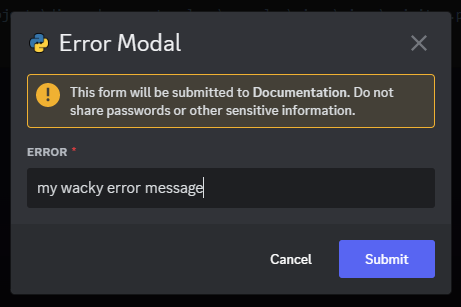 Error Modal
This form will be submitted to Documentation. Do not
share passwords or other sensitive information.
ERROR *
my wacky error message
Cancel
Submit